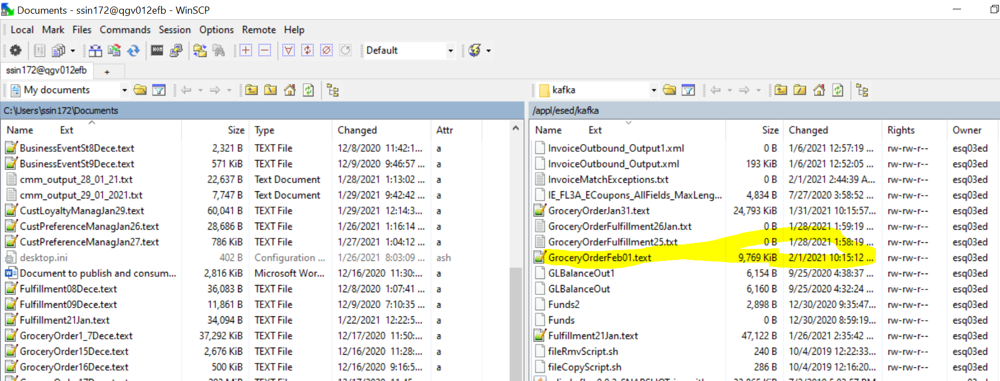 Documents - ssin172@qgv012efb - WinSCP
Local Mark Files Commands Session Options Remote Help
Default
ssin172@qgv012efb +
My documents
kafka
C:\Users\ssin172\Documents
/appl/esed/kafka
Name Ext Size Type Changed Attr
BusinessEventSt8Dece.text 2,321 B TEXT File 12/8/2020 11:42:1... a
BusinessEventSt9Dece.text 571 KiB TEXT File 12/9/2020 9:46:57 ... a
cmm_output_28_01_21.txt 22,637 B Text Document 1/28/2021 1:13:02 ... a
cmm_output_29_01_2021.txt 7,747 B Text Document 1/29/2021 9:42:42 ... a
CustLoyaltyManagJan29.text 60,041 B TEXT File 1/29/2021 12:14:3... a
CustPreferenceManagJan26.text 28,686 B TEXT File 1/26/2021 1:16:14 ... a
CustPreferenceManagJan27.text 786 KiB TEXT File 1/27/2021 1:04:12 ... a
desktop.ini 402 B Configuration ... 1/26/2021 8:03:09 ... ash
Document to publish and consum... 2,816 KiB Microsoft Wor... 12/16/2020 11:30:... a
Fulfillment08Dece.text 36,083 B TEXT File 12/8/2020 1:07:41 ... a
Fulfillment09Dece.text 11,861 B TEXT File 12/9/2020 7:10:35 ... a
Fulfillment21Jan.text 34,094 B TEXT File 1/22/2021 12:22:5... a
GroceryOrder1_7Dece.text 37,292 KiB TEXT File 12/17/2020 11:50:... a
GroceryOrder15Dece.text 2,676 KiB TEXT File 12/16/2020 11:28:... a
GroceryOrder16Dece.text 500 KiB TEXT File 12/16/2020 9:16:5... a
Name Ext Size Changed Rights Owner
InvoiceOutbound_Output1.xml 0 B 1/6/2021 12:57:19 ... rw-rw-r-- esq03ed
InvoiceOutbound_Output.xml 193 KiB 1/6/2021 12:52:05 ... rw-rw-r-- esq03ed
InvoiceMatchExceptions.txt 0 B 2/1/2021 2:44:39 A... rw-rw-r-- esq03ed
IE_FL3A_ECoupons_AllFields_MaxLeng... 4,834 B 7/27/2020 3:58:52 ... rw-rw-r-- esq03ed
GroceryOrderJan31.text 24,793 KiB 1/31/2021 10:15:57... rw-rw-r-- esq03ed
GroceryOrderFulfillment26Jan.txt 0 B 1/28/2021 1:59:19 ... rw-rw-r-- esq03ed
GroceryOrderFulfillment25.txt 0 B 1/28/2021 1:58:19 ... rw-rw-r-- esq03ed
GroceryOrderFeb01.text 9,769 KiB 2/1/2021 10:15:12 ... rw-rw-r-- esq03ed
GLBalanceOut1 6,154 B 9/25/2020 4:38:37 ... rw-rw-r-- esq03ed
GLBalanceOut 6,160 B 9/25/2020 4:32:24 ... rw-rw-r-- esq03ed
Funds2 2,898 B 12/30/2020 9:35:47... rw-rw-r-- esq03ed
Funds 0 B 12/30/2020 8:59:19... rw-rw-r-- esq03ed
Fulfillment21Jan.text 47,122 B 1/26/2021 2:35:42 ... rw-rw-r-- esq03ed
fileRmvScript.sh 240 B 10/4/2019 12:22:33... rw-rw-r-- esq03ed
fileCopyScript.sh 286 B 10/4/2019 12:16:20... rw-rw-r-- esq03ed